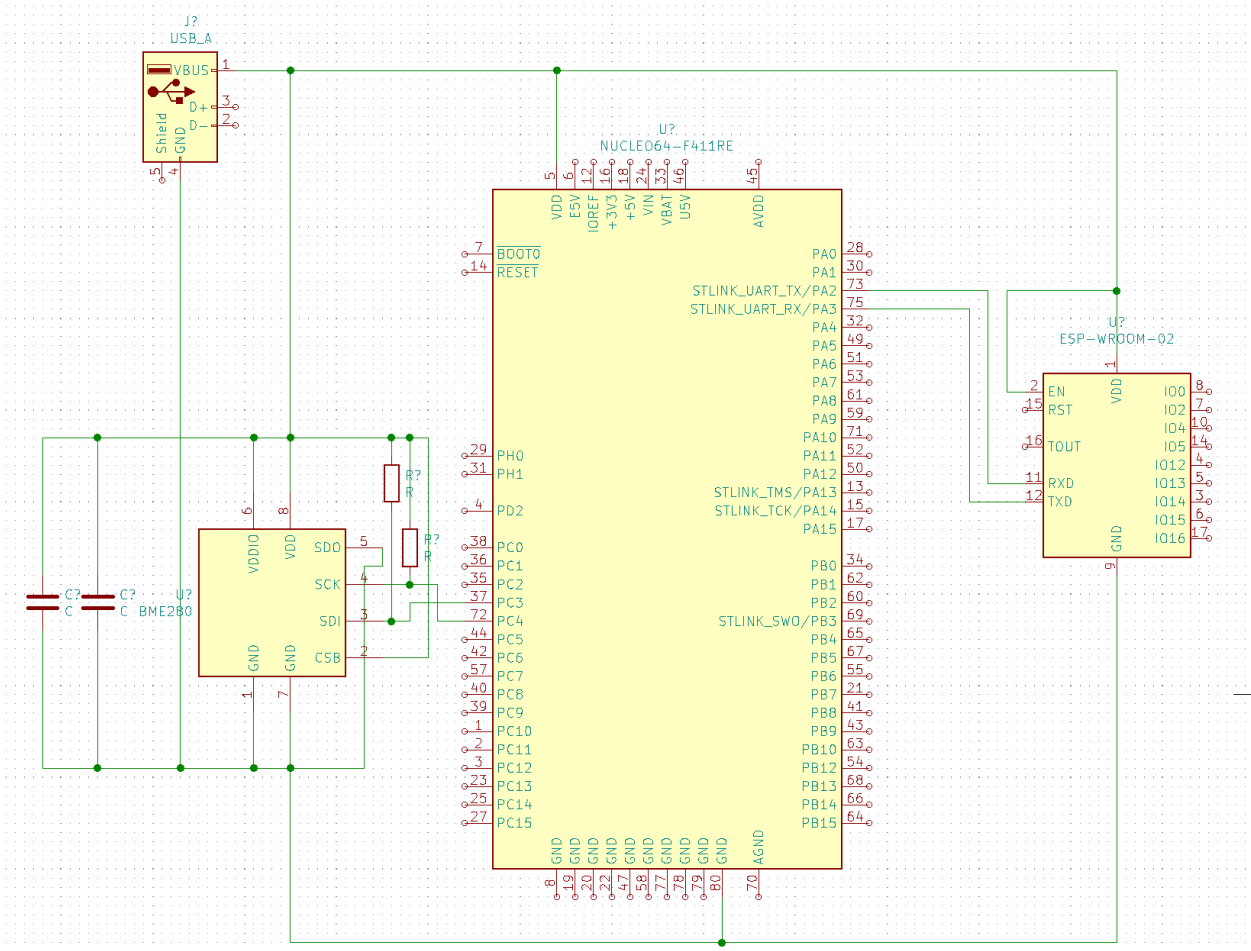 J?
USB_A
VBUS 1
D+ 3
D- 2
Shield
GND
5
4
U?
NUCLEO64-F411RE
5
6
12
16
18
24
33
46
45
VDD
E5V
IOREF
+3V3
+5V
VIN
VBAT
U5V
AVDD
7 BOOT0
14 RESET
29 PH0
31 PH1
4 PD2
38 PC0
36 PC1
35 PC2
37 PC3
72 PC4
44 PC5
42 PC6
57 PC7
40 PC8
39 PC9
1 PC10
2 PC11
3 PC12
23 PC13
25 PC14
27 PC15
PA0 28
PA1 30
STLINK_UART_TX/PA2 73
STLINK_UART_RX/PA3 75
PA4 32
PA5 49
PA6 51
PA7 53
PA8 61
PA9 59
PA10 71
PA11 52
PA12 50
STLINK_TMS/PA13 13
STLINK_TCK/PA14 15
PA15 17
PB0 34
PB1 62
PB2 60
STLINK_SWO/PB3 69
PB4 65
PB5 67
PB6 55
PB7 21
PB8 41
PB9 43
PB10 63
PB12 54
PB13 68
PB14 66
PB15 64
GND
GND
GND
GND
GND
GND
GND
GND
GND
GND
AGND
8
19
20
22
47
58
77
78
79
80
70
U?
ESP-WROOM-02
1
VDD
2 EN
15 RST
16 TOUT
11 RXD
12 TXD
IO0 8
IO2 7
IO4 10
IO5 14
IO12 4
IO13 5
IO14 3
IO15 6
IO16 17
GND
9
R?
R
R?
R
6
8
VDDIO
VDD
SDO 5
SCK 4
SDI 3
CSB 2
GND
GND
1
7
C?
C
C?
C
U?
BME280